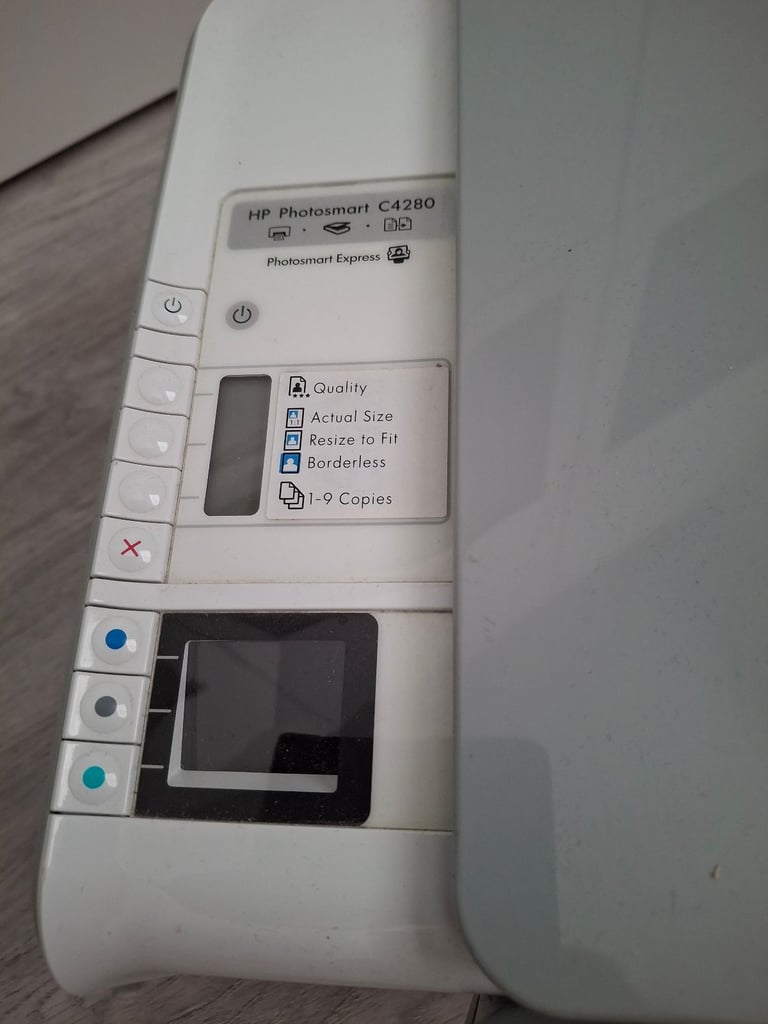 HP Photosmart C4280
Photosmart Express
Quality
Actual Size
Resize to Fit
Borderless
1-9 Copies